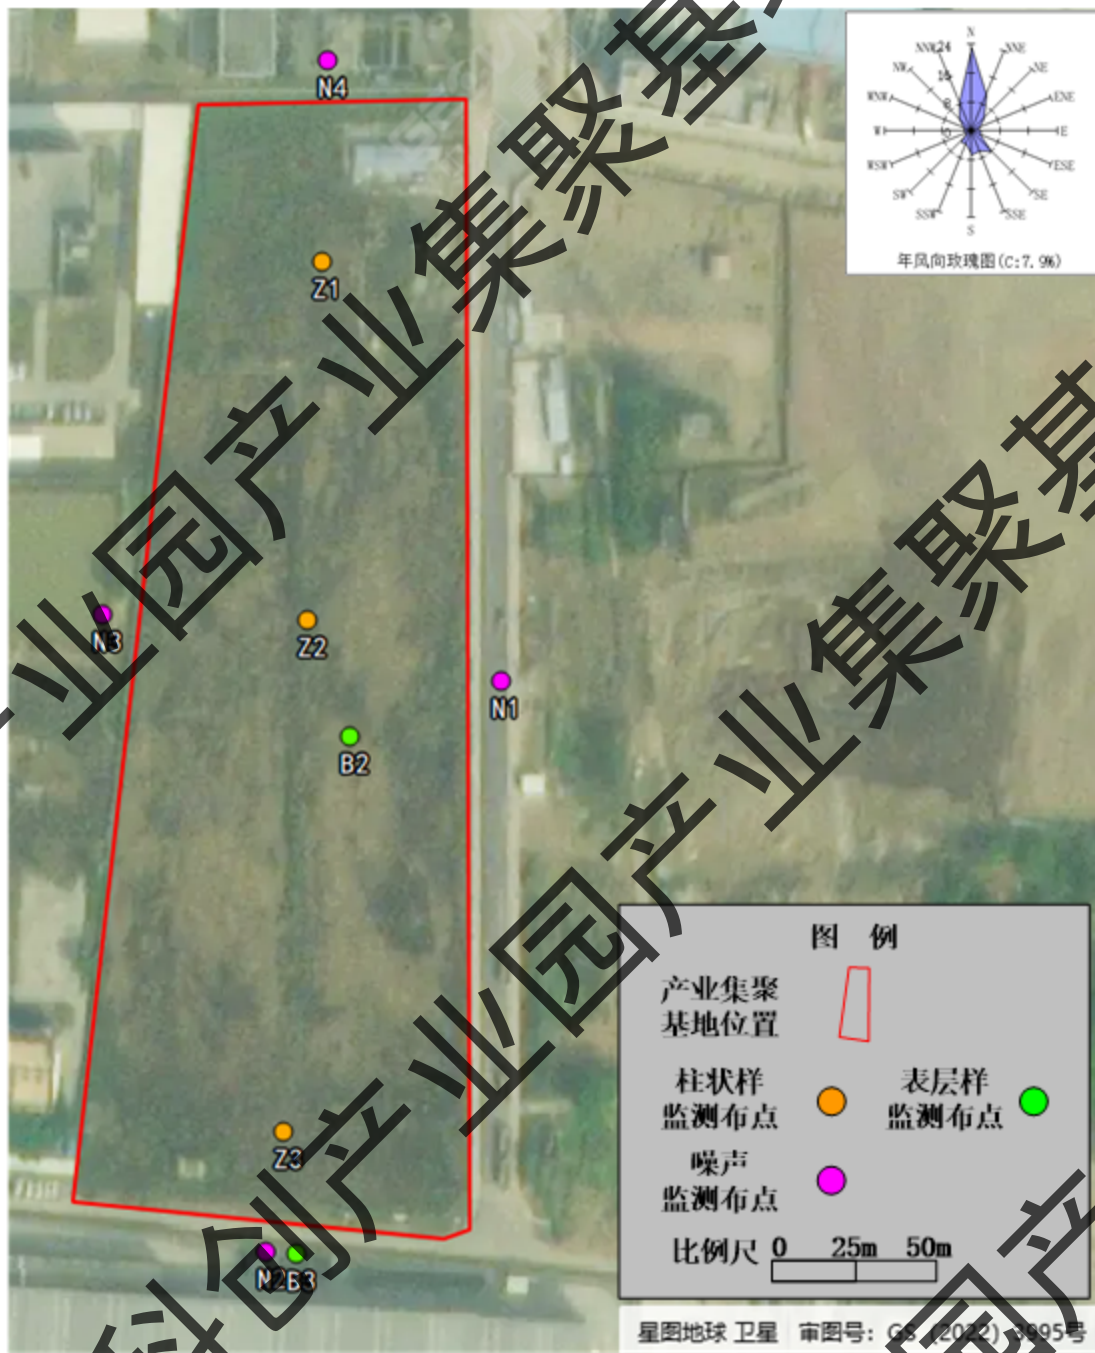 N
NNW
24
NNE
NW
16
NE
WNW
8
ENE
W
E
WSW
ESE
SW
SE
SSW
SSE
S
年风向玫瑰图(C:7.9%)
N4
Z1
N3
Z2
N1
B2
Z3
N2
B3
图 例
产业集聚
基地位置
柱状样
监测布点
表层样
监测布点
噪声
监测布点
比例尺
0 25m 50m
星图地球 卫星 审图号：GS (2022) 3995号
业园产业集聚基
科创产业园产业集聚基
园产